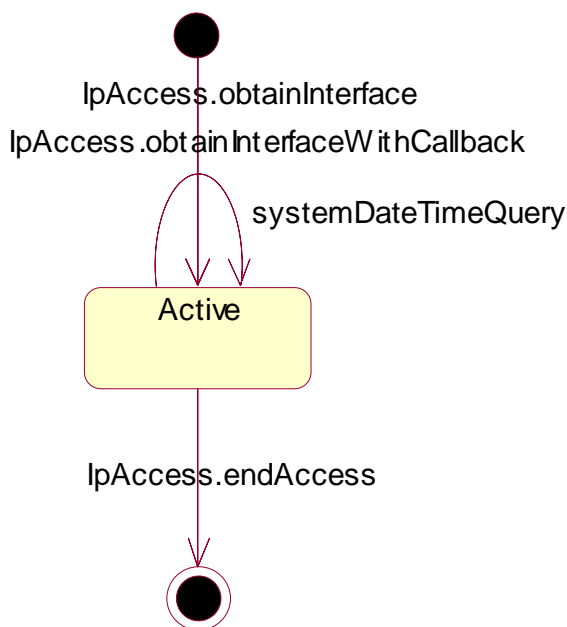 IpAccess.obtainInterface
IpAccess.obtainInterfaceWithCallback
systemDateTimeQuery
Active
IpAccess.endAccess